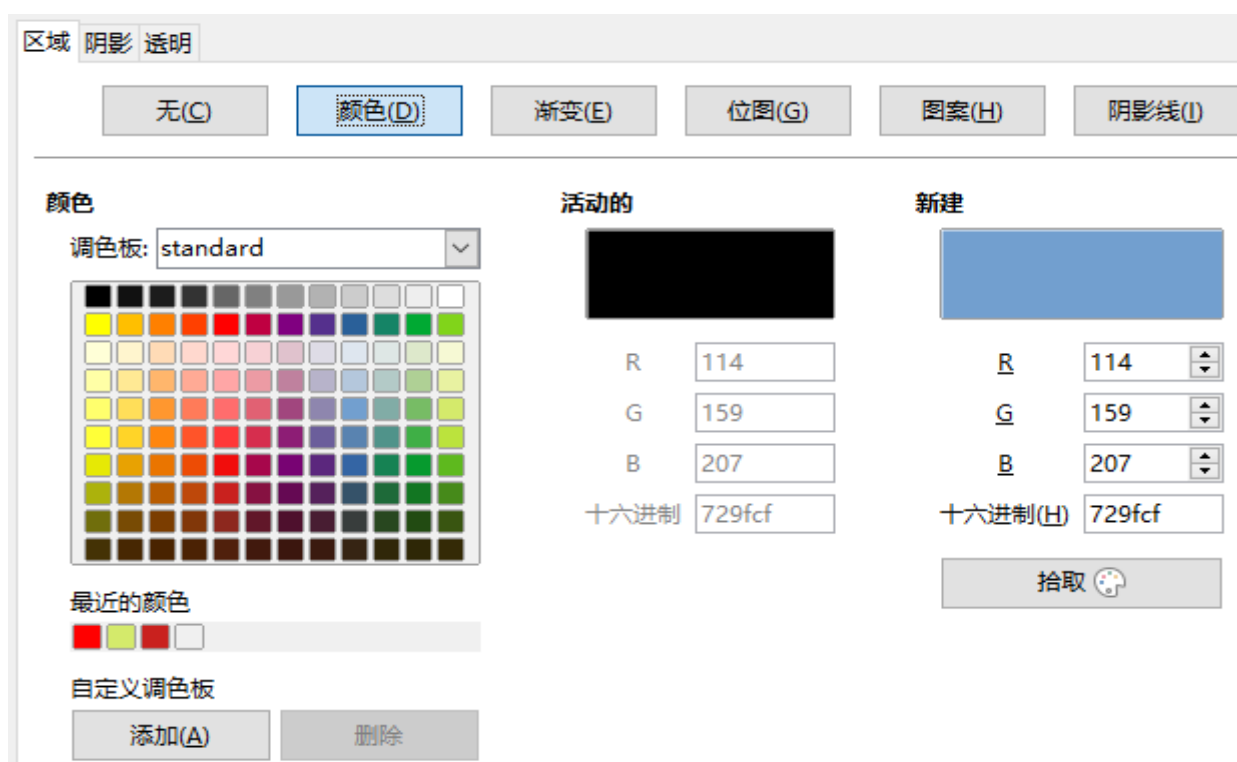 区域 阴影 透明
无(C) 颜色(D) 渐变(E) 位图(G) 图案(H) 阴影线(I)
颜色 活动的 新建
调色板: standard
R 114 R 114
G 159 G 159
B 207 B 207
十六进制 729fcf 十六进制(H) 729fcf
拾取
最近的颜色
自定义调色板
添加(A) 删除